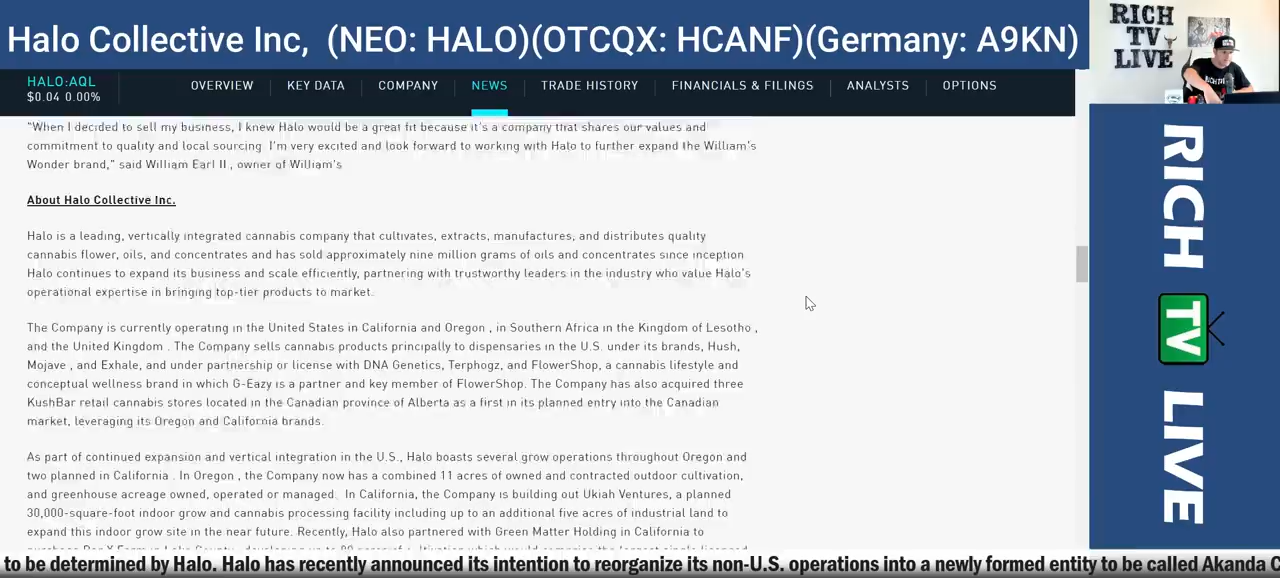 Halo Collective Inc, (NEO: HALO)(OTCQX: HCANF)(Germany: A9KN)
RICH
TV
LIVE
HALO:AQL
$0.04 0.00%
OVERVIEW
KEY DATA
COMPANY
NEWS
TRADE HISTORY
FINANCIALS & FILINGS
ANALYSTS
OPTIONS
"When I decided to sell my business, I knew Halo would be a great fit because it's a company that shares our values and
commitment to quality and local sourcing. I'm very excited and look forward to working with Halo to further expand the William's
Wonder brand," said William Earl II , owner of William's
About Halo Collective Inc.
Halo is a leading, vertically integrated cannabis company that cultivates, extracts, manufactures, and distributes quality
cannabis flower, oils, and concentrates and has sold approximately nine million grams of oils and concentrates since inception
Halo continues to expand its business and scale efficiently, partnering with trustworthy leaders in the industry who value Halo's
operational expertise in bringing top-tier products to market.
The Company is currently operating in the United States in California and Oregon , in Southern Africa in the Kingdom of Lesotho ,
and the United Kingdom . The Company sells cannabis products principally to dispensaries in the U.S. under its brands, Hush,
Mojave , and Exhale, and under partnership or license with DNA Genetics, Terphogz, and FlowerShop, a cannabis lifestyle and
conceptual wellness brand in which G-Eazy is a partner and key member of FlowerShop. The Company has also acquired three
KushBar retail cannabis stores located in the Canadian province of Alberta as a first in its planned entry into the Canadian
market, leveraging its Oregon and California brands.
As part of continued expansion and vertical integration in the U.S., Halo boasts several grow operations throughout Oregon and
two planned in California . In Oregon , the Company now has a combined 11 acres of owned and contracted outdoor cultivation,
and greenhouse acreage owned, operated or managed. In California, the Company is building out Ukiah Ventures, a planned
30,000-square-foot indoor grow and cannabis processing facility including up to an additional five acres of industrial land to
expand this indoor grow site in the near future. Recently, Halo also partnered with Green Matter Holding in California to
RICH
TV
LIVE
to be determined by Halo. Halo has recently announced its intention to reorganize its non-U.S. operations into a newly formed entity to be called Akanda C